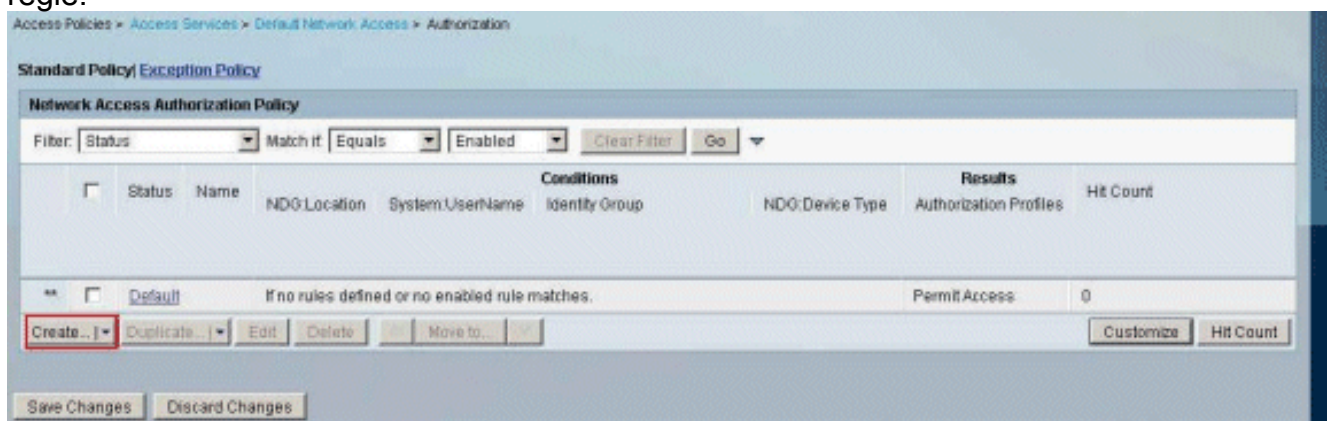 regie.
Access Policies > Access Services > Default Network Access > Authorization
Standard Policy| Exception Policy
Network Access Authorization Policy
Filter: Status Match if: Equals Enabled Clear Filter Go
Conditions Results
Status Name NDG:Location System:UserName Identity Group NDG:Device Type Authorization Profiles Hit Count
** Default If no rules defined or no enabled rule matches. Permit Access 0
Create... Duplicate... Edit Delete Move to... Customize Hit Count
Save Changes Discard Changes